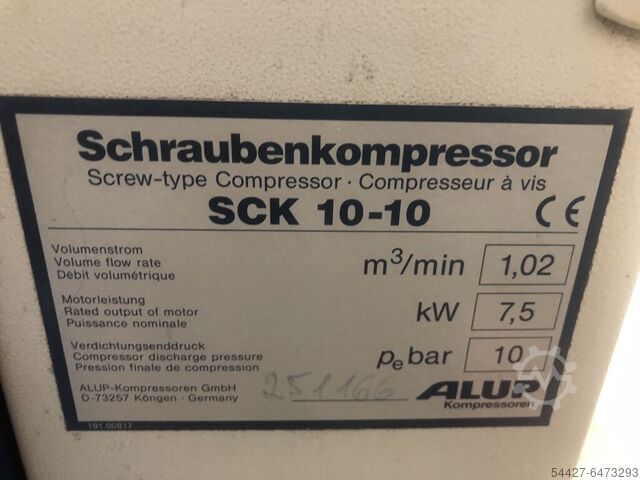 Schraubenkompressor
Screw-type Compressor · Compresseur à vis
SCK 10-10 CE
Volumenstrom
Volume flow rate
Débit volumétrique
m³/min 1,02
Motorleistung
Rated output of motor
Puissance nominale
kW 7,5
Verdichtungsenddruck
Compressor discharge pressure
Pression finale de compression
pe bar 10
ALUP-Kompressoren GmbH
D-73257 Köngen · Germany
251166
ALUP
Kompressoren
191.00817
54427-6473293